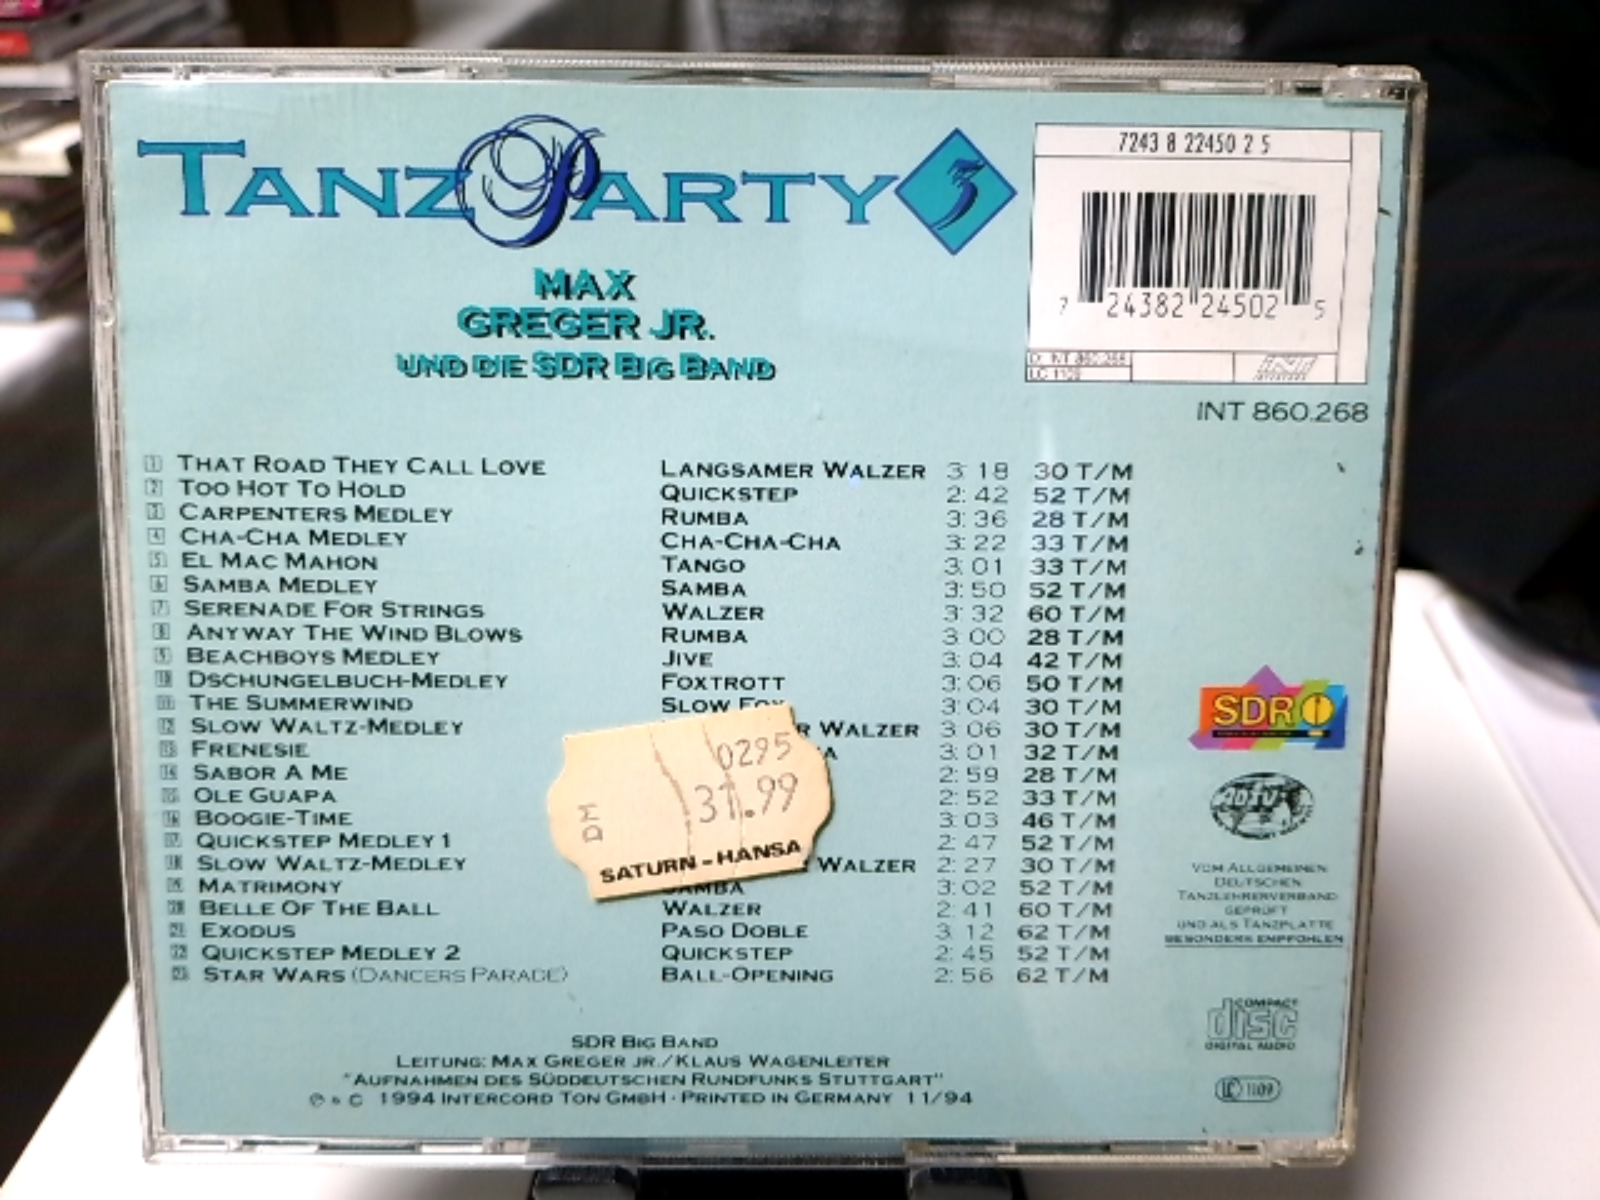 TANZ PARTY 5
7243 8 22450 2 5
7 24382 24502 5
D: INT 860.268
LC 1109
INT 860.268
MAX
GREGER JR.
UND DIE SDR BIG BAND
1 THAT ROAD THEY CALL LOVE LANGSAMER WALZER 3:18 30 T/M
2 TOO HOT TO HOLD QUICKSTEP 2:42 52 T/M
3 CARPENTERS MEDLEY RUMBA 3:36 28 T/M
4 CHA-CHA MEDLEY CHA-CHA-CHA 3:22 33 T/M
5 EL MAC MAHON TANGO 3:01 33 T/M
6 SAMBA MEDLEY SAMBA 3:50 52 T/M
7 SERENADE FOR STRINGS WALZER 3:32 60 T/M
8 ANYWAY THE WIND BLOWS RUMBA 3:00 28 T/M
9 BEACHBOYS MEDLEY JIVE 3:04 42 T/M
10 DSCHUNGELBUCH-MEDLEY FOXTROTT 3:06 50 T/M
11 THE SUMMERWIND SLOW FOX 3:04 30 T/M
12 SLOW WALTZ-MEDLEY R WALZER 3:06 30 T/M
13 FRENESIE A 3:01 32 T/M
14 SABOR A ME 2:59 28 T/M
15 OLE GUAPA 2:52 33 T/M
16 BOOGIE-TIME 3:03 46 T/M
17 QUICKSTEP MEDLEY 1 2:47 52 T/M
18 SLOW WALTZ-MEDLEY WALZER 2:27 30 T/M
19 MATRIMONY SAMBA 3:02 52 T/M
20 BELLE OF THE BALL WALZER 2:41 60 T/M
21 EXODUS PASO DOBLE 3:12 62 T/M
22 QUICKSTEP MEDLEY 2 QUICKSTEP 2:45 52 T/M
23 STAR WARS (DANCERS PARADE) BALL-OPENING 2:56 62 T/M
0295
DM 31.99
SATURN-HANSA
SDR
ADTV
VOM ALLGEMEINEN
DEUTSCHEN
TANZLEHRERVERBAND
GEPRÜFT
UND ALS TANZPLATTE
BESONDERS EMPFOHLEN
COMPACT
disc
DIGITAL AUDIO
LC 1109
SDR BIG BAND
LEITUNG: MAX GREGER JR./KLAUS WAGENLEITER
"AUFNAHMEN DES SÜDDEUTSCHEN RUNDFUNKS STUTTGART"
℗ & © 1994 INTERCORD TON GMBH · PRINTED IN GERMANY 11/94